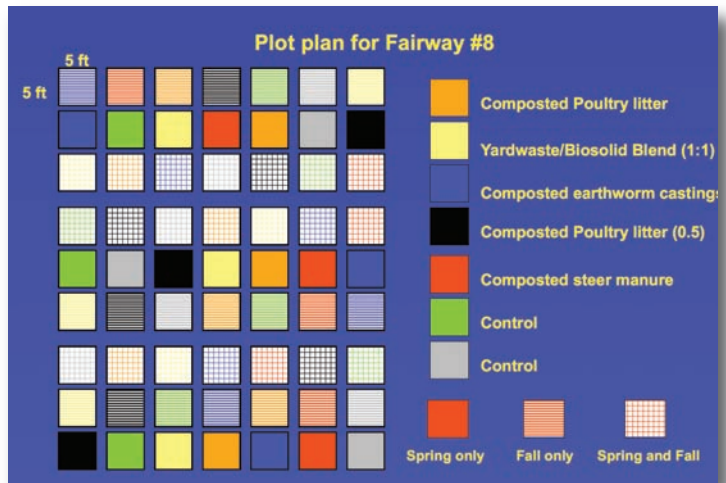 Plot plan for Fairway #8
5 ft
5 ft
Composted Poultry litter
Yardwaste/Biosolid Blend (1:1)
Composted earthworm castings
Composted Poultry litter (0.5)
Composted steer manure
Control
Control
Spring only
Fall only
Spring and Fall